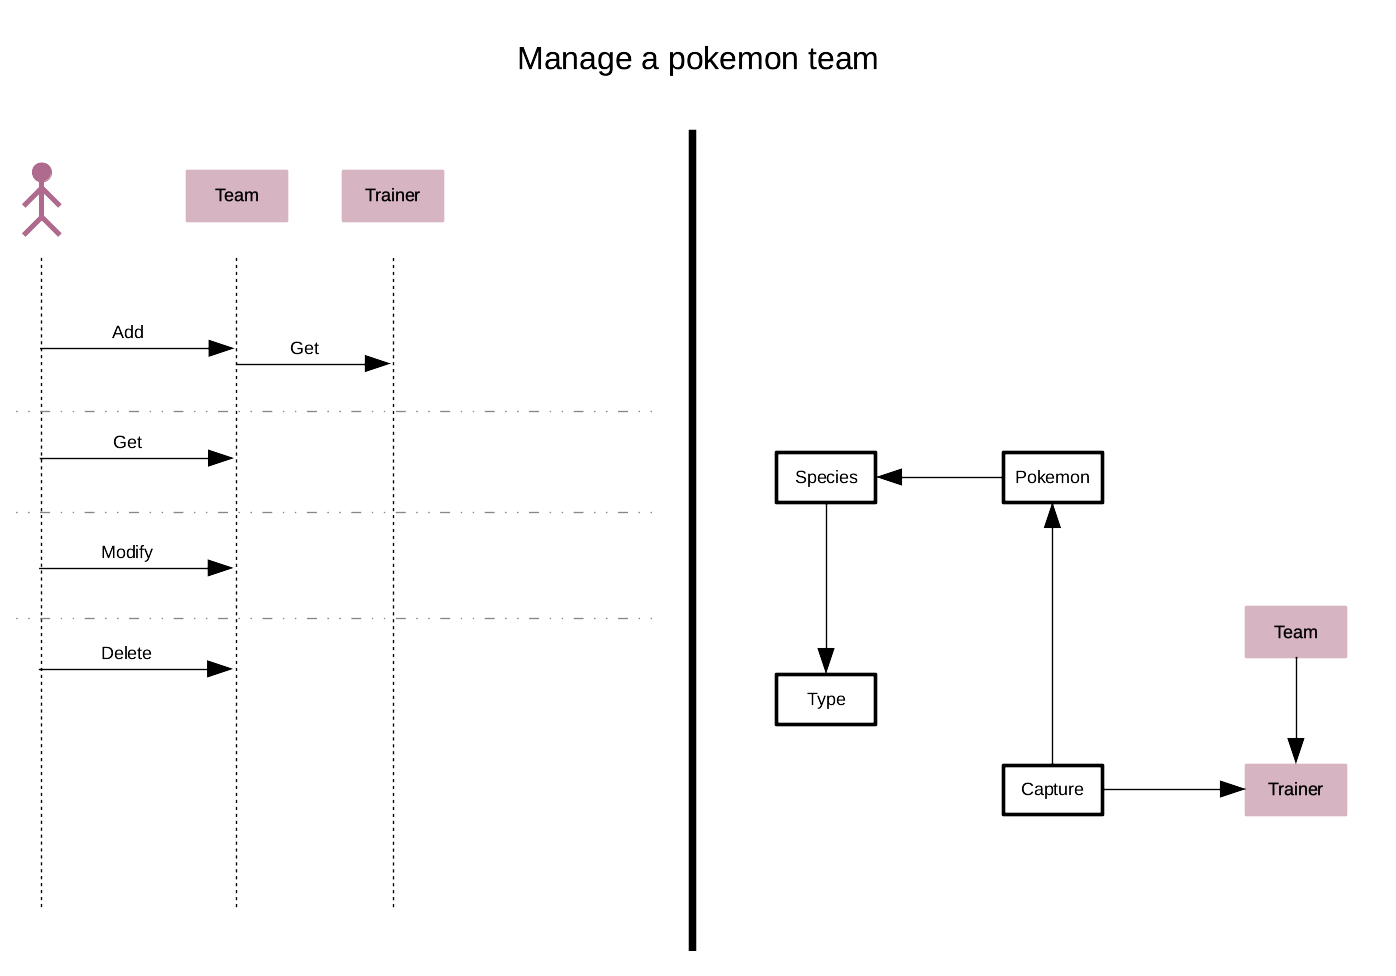 Manage a pokemon team
Team
Trainer
Add
Get
Get
Modify
Delete
Species
Pokemon
Team
Type
Capture
Trainer